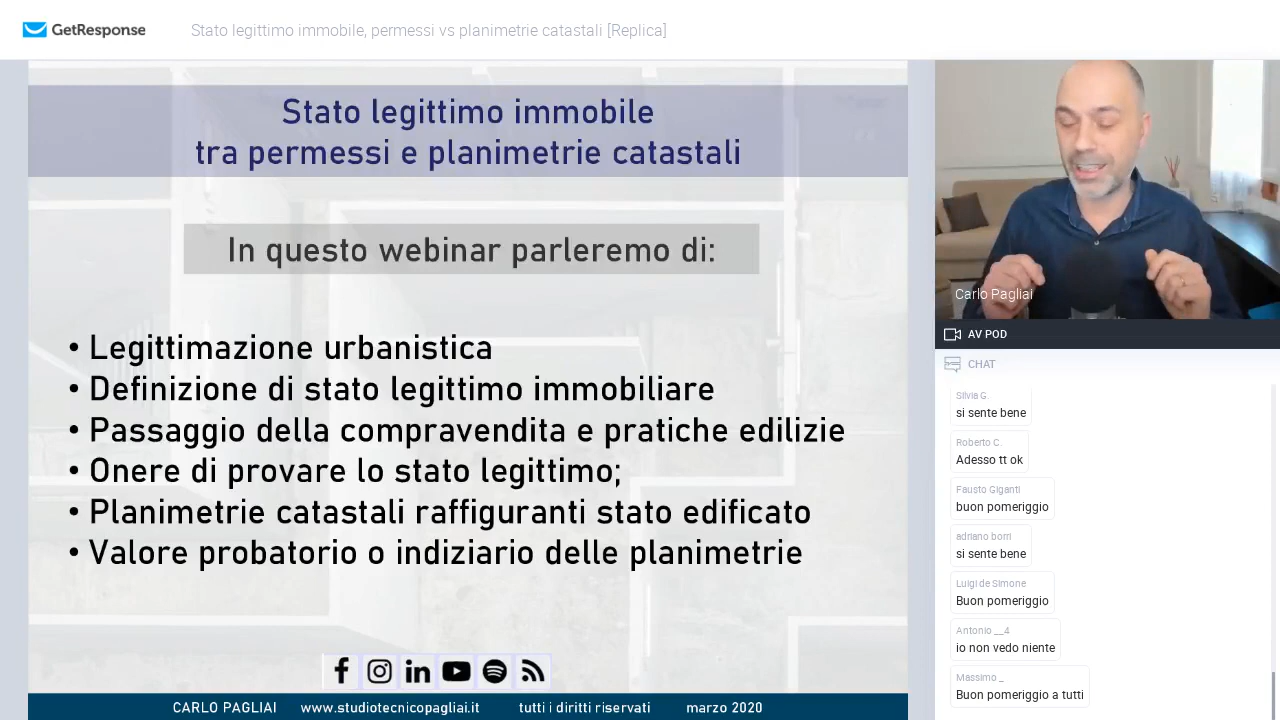 GetResponse
Stato legittimo immobile, permessi vs planimetrie catastali [Replica]
Stato legittimo immobile
tra permessi e planimetrie catastali
In questo webinar parleremo di:
• Legittimazione urbanistica
• Definizione di stato legittimo immobiliare
• Passaggio della compravendita e pratiche edilizie
• Onere di provare lo stato legittimo;
• Planimetrie catastali raffiguranti stato edificato
• Valore probatorio o indiziario delle planimetrie
CARLO PAGLIAI www.studiotecnicopagliai.it tutti i diritti riservati marzo 2020
Carlo Pagliai
AV POD
CHAT
Silvia G.
si sente bene
Roberto C.
Adesso tt ok
Fausto Giganti
buon pomeriggio
adriano borri
si sente bene
Luigi de Simone
Buon pomeriggio
Antonio __4
io non vedo niente
Massimo _
Buon pomeriggio a tutti